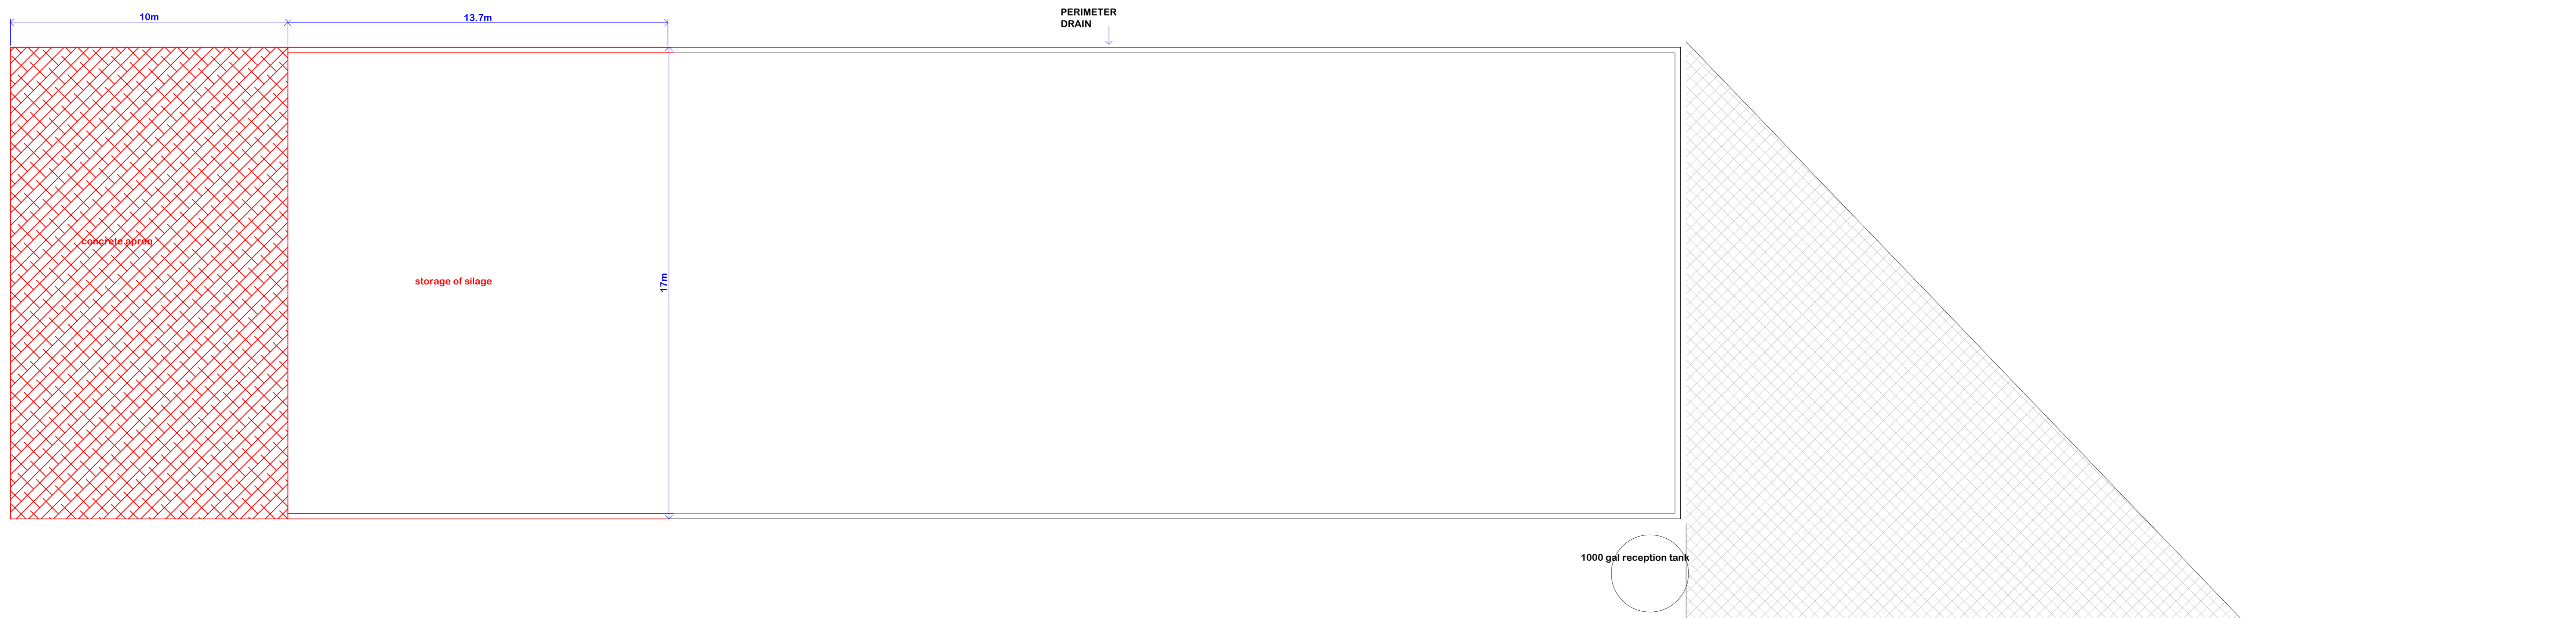 10m
13.7m
PERIMETER
DRAIN
concrete apron
storage of silage
17m
1000 gal reception tank